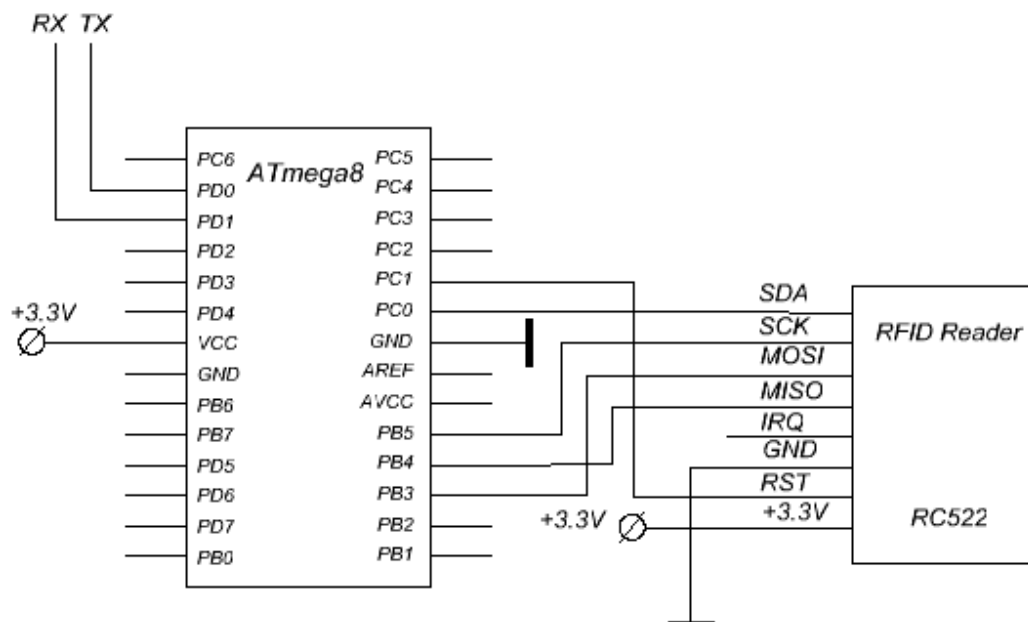 RX TX
ATmega8
PC6
PD0
PD1
PD2
PD3
PD4
VCC
GND
PB6
PB7
PD5
PD6
PD7
PB0
PC5
PC4
PC3
PC2
PC1
PC0
GND
AREF
AVCC
PB5
PB4
PB3
PB2
PB1
+3.3V
SDA
SCK
MOSI
MISO
IRQ
GND
RST
+3.3V
+3.3V
RFID Reader
RC522